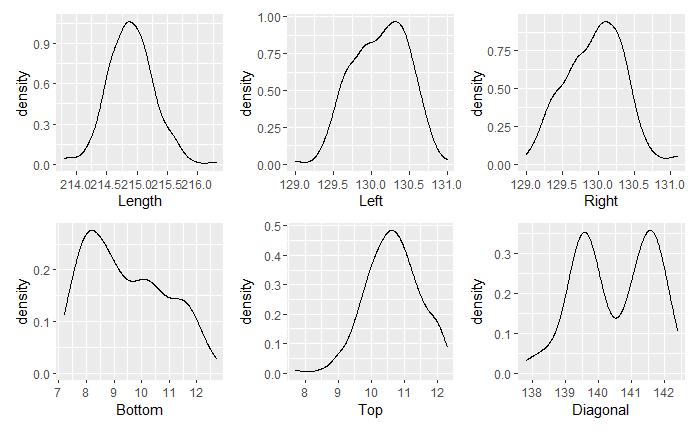 density
0.9
0.6
0.3
0.0
214.0 214.5 215.0 215.5 216.0
Length
density
1.00
0.75
0.50
0.25
0.00
129.0 129.5 130.0 130.5 131.0
Left
density
0.75
0.50
0.25
0.00
129.0 129.5 130.0 130.5 131.0
Right
density
0.2
0.1
0.0
7 8 9 10 11 12
Bottom
density
0.5
0.4
0.3
0.2
0.1
0.0
8 9 10 11 12
Top
density
0.3
0.2
0.1
0.0
138 139 140 141 142
Diagonal